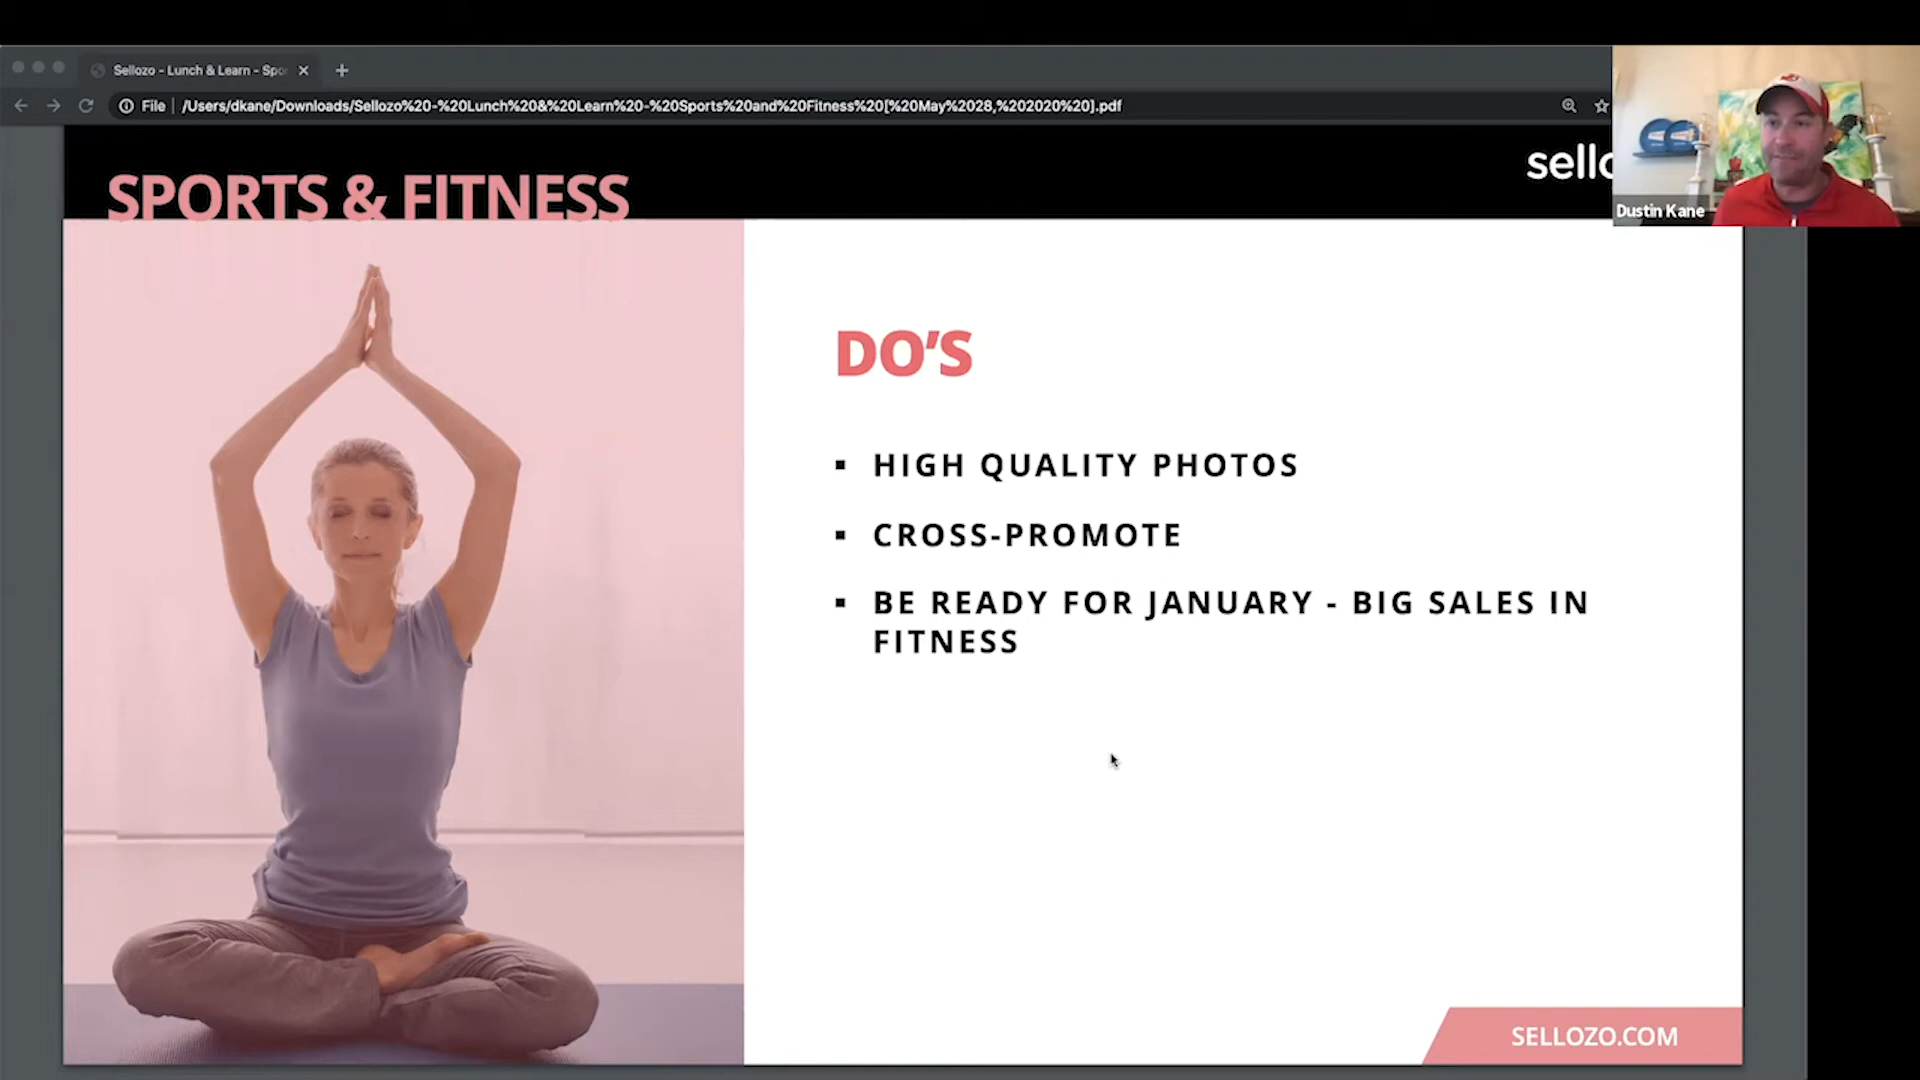 Sellozo - Lunch & Learn - Spo
File
/Users/dkane/Downloads/Sellozo%20-%20Lunch%20&%20Learn%20-%20Sports%20and%20Fitness%20[%20May%2028,%202020%20].pdf
SPORTS & FITNESS
sello
Dustin Kane
DO'S
▪ HIGH QUALITY PHOTOS
▪ CROSS-PROMOTE
▪ BE READY FOR JANUARY - BIG SALES IN
FITNESS
SELLOZO.COM